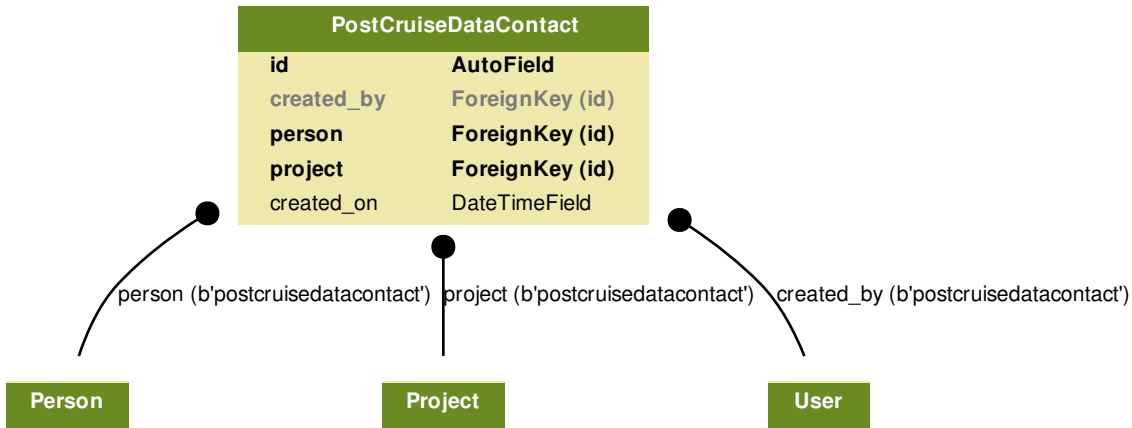 PostCruiseDataContact
id AutoField
created_by ForeignKey (id)
person ForeignKey (id)
project ForeignKey (id)
created_on DateTimeField
person (b'postcruisedatacontact') project (b'postcruisedatacontact') created_by (b'postcruisedatacontact')
Person Project User